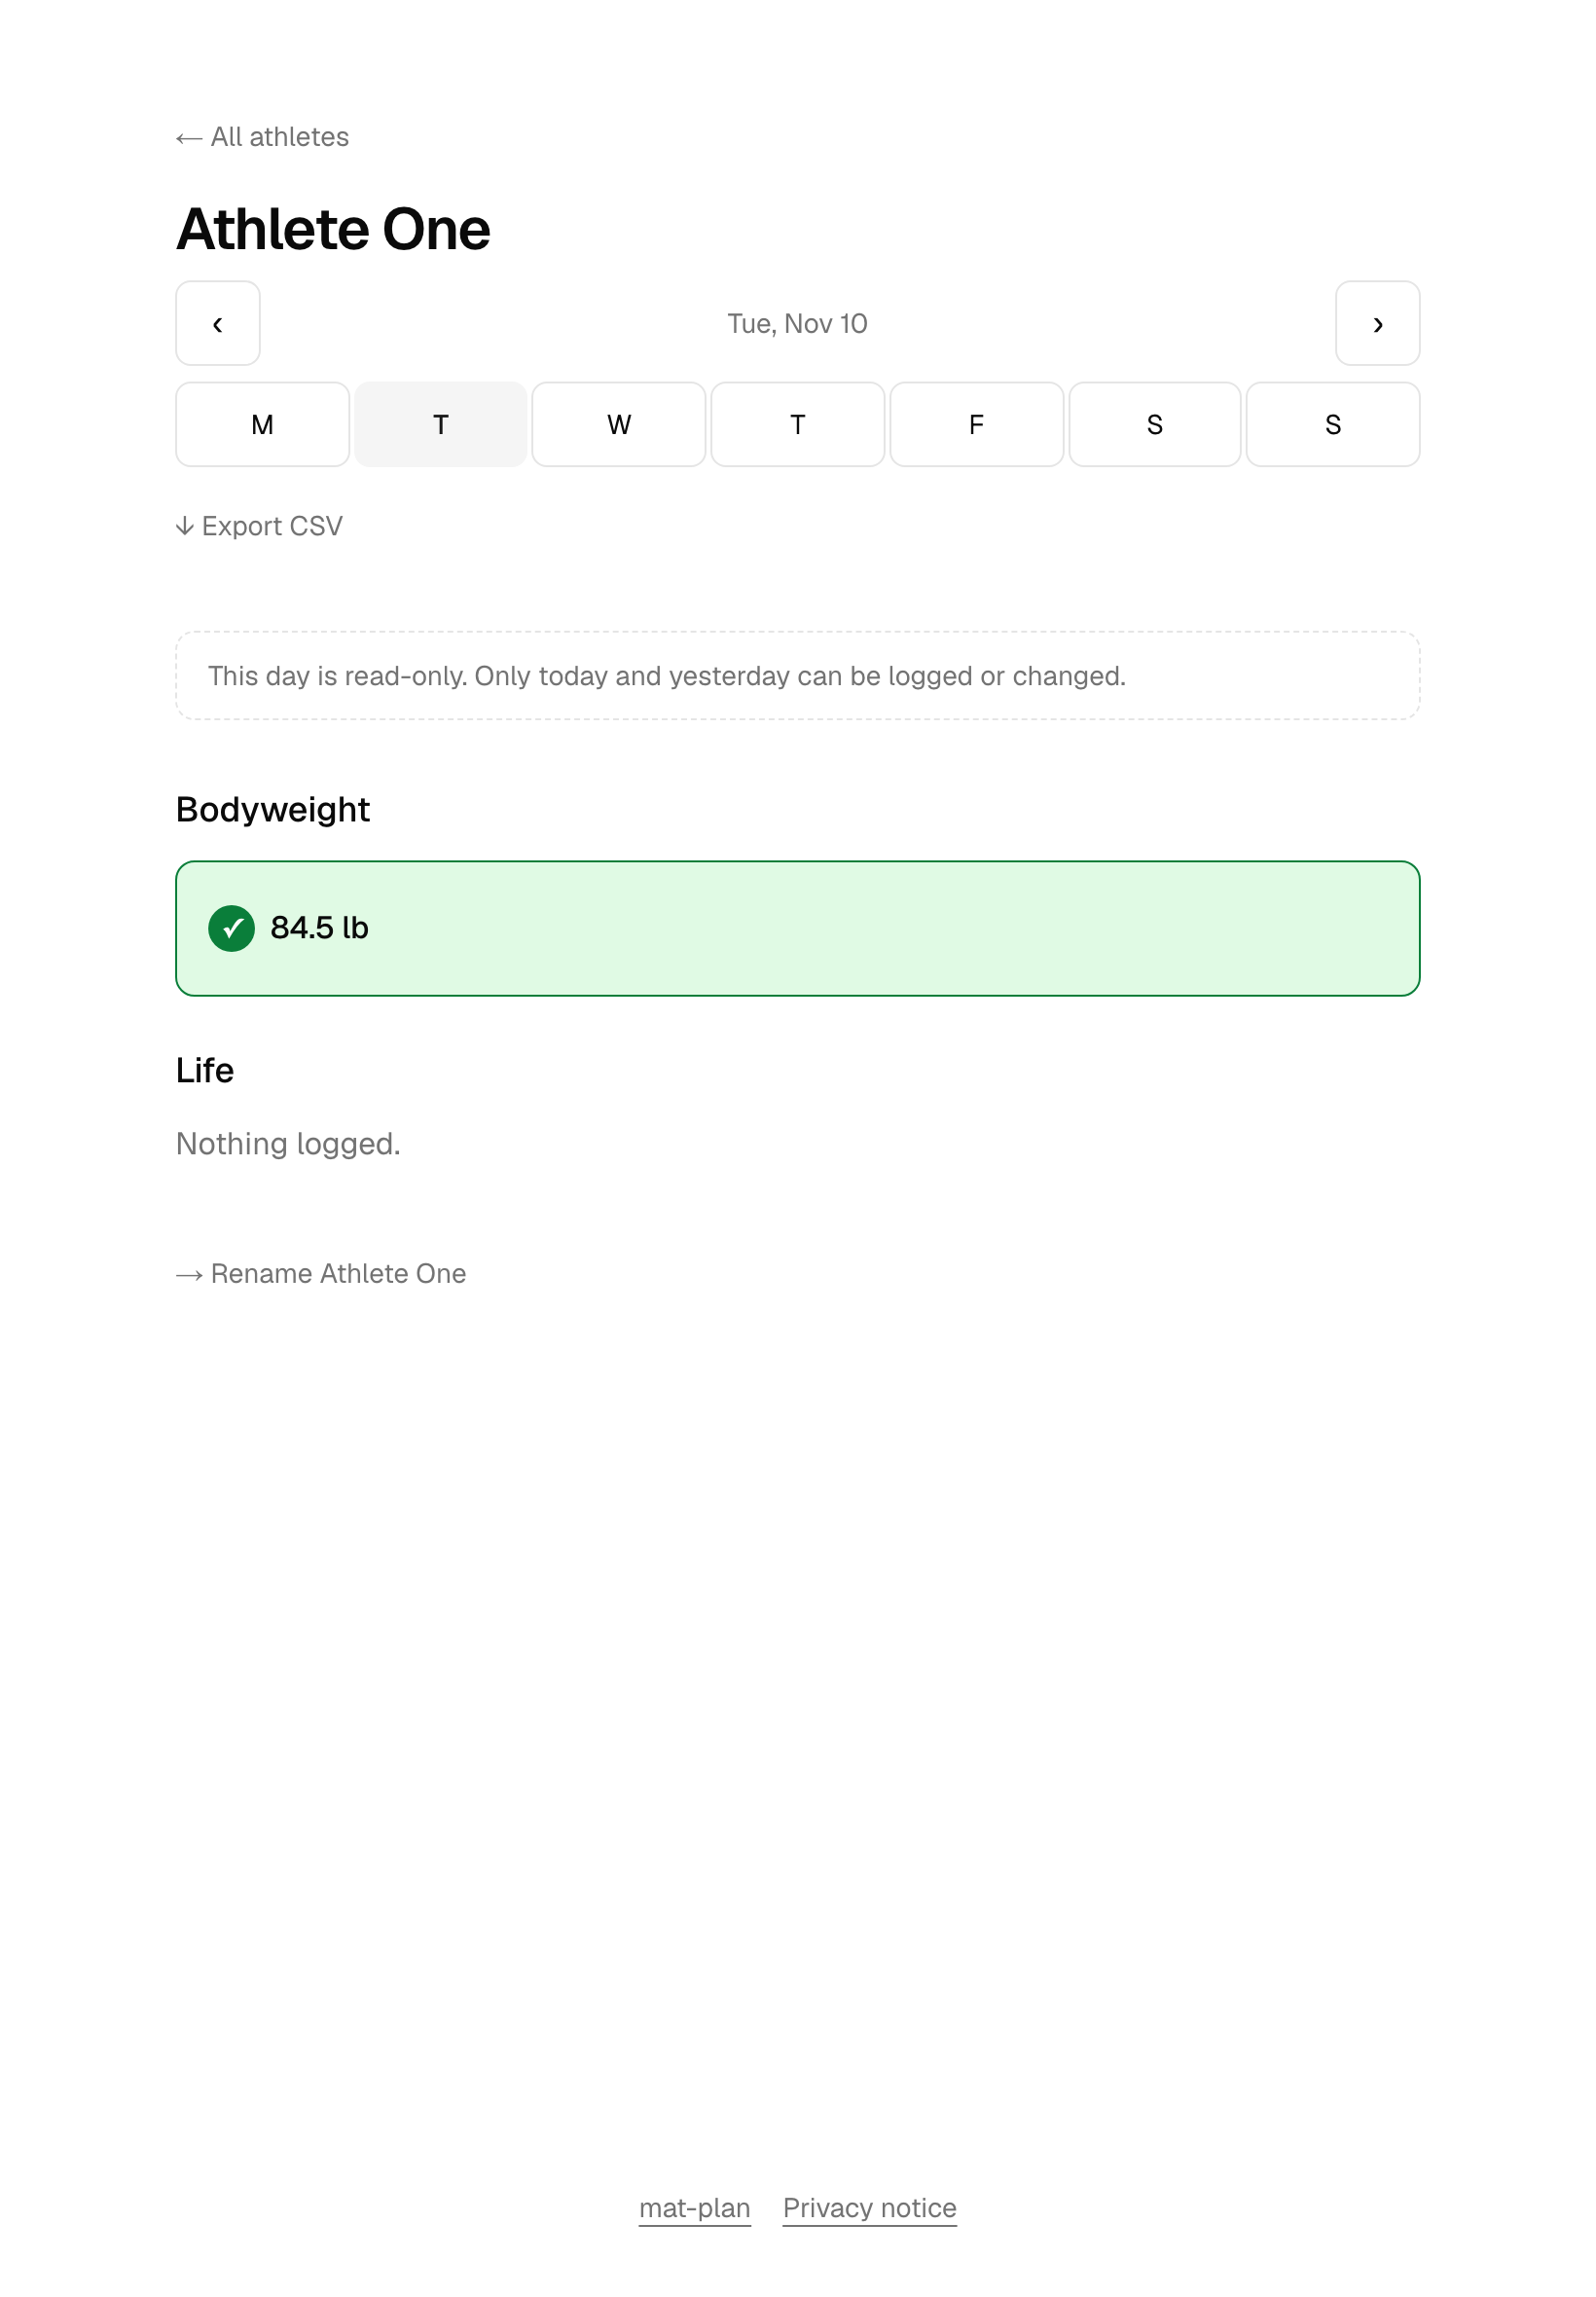 ← All athletes
Athlete One
‹ Tue, Nov 10 ›
M T W T F S S
↓ Export CSV
This day is read-only. Only today and yesterday can be logged or changed.
Bodyweight
✓ 84.5 lb
Life
Nothing logged.
→ Rename Athlete One
mat-plan Privacy notice